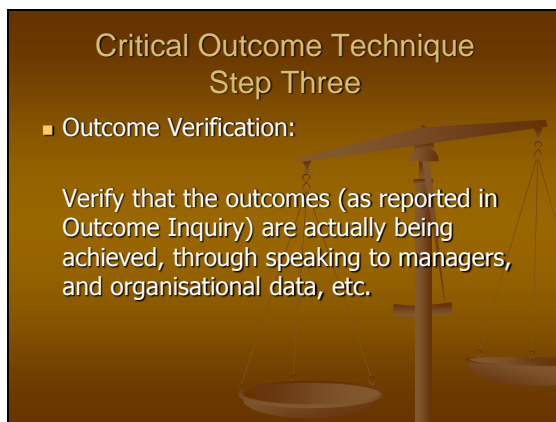 Critical Outcome Technique
Step Three
Outcome Verification:
Verify that the outcomes (as reported in
Outcome Inquiry) are actually being
achieved, through speaking to managers,
and organisational data, etc.